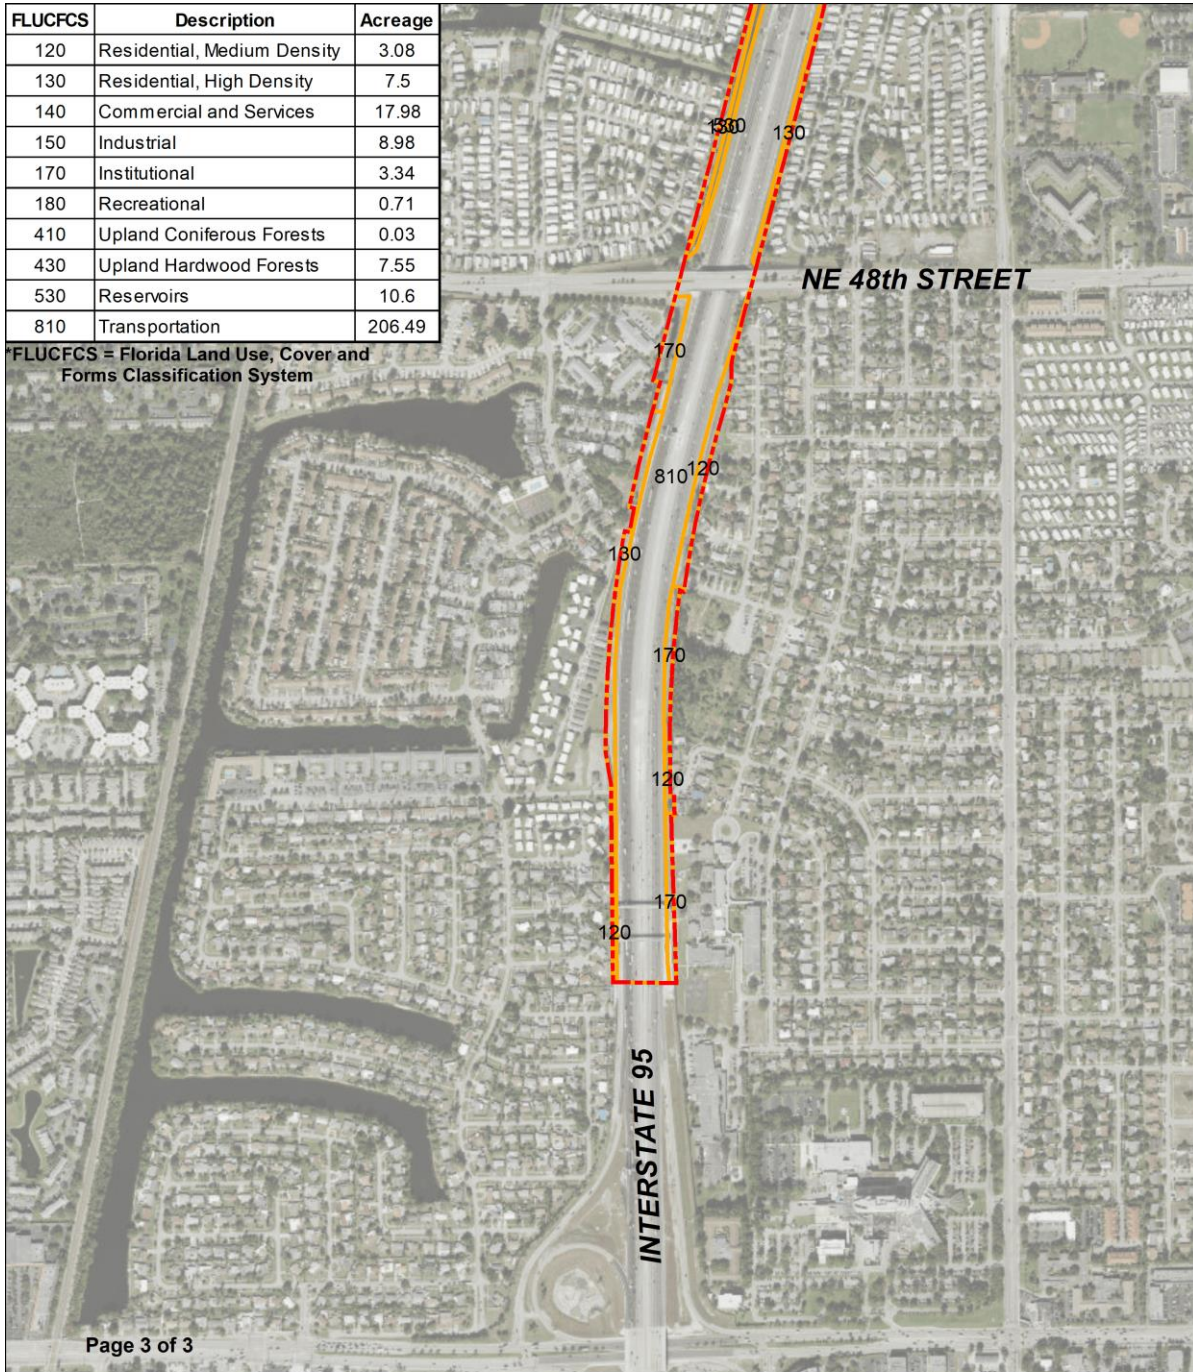 FLUCFCS Description Acreage
120 Residential, Medium Density 3.08
130 Residential, High Density 7.5
140 Commercial and Services 17.98
150 Industrial 8.98
170 Institutional 3.34
180 Recreational 0.71
410 Upland Coniferous Forests 0.03
430 Upland Hardwood Forests 7.55
530 Reservoirs 10.6
810 Transportation 206.49
*FLUCFCS = Florida Land Use, Cover and
Forms Classification System
130
530
130
NE 48th STREET
170
810
120
130
170
120
170
120
INTERSTATE 95
Page 3 of 3